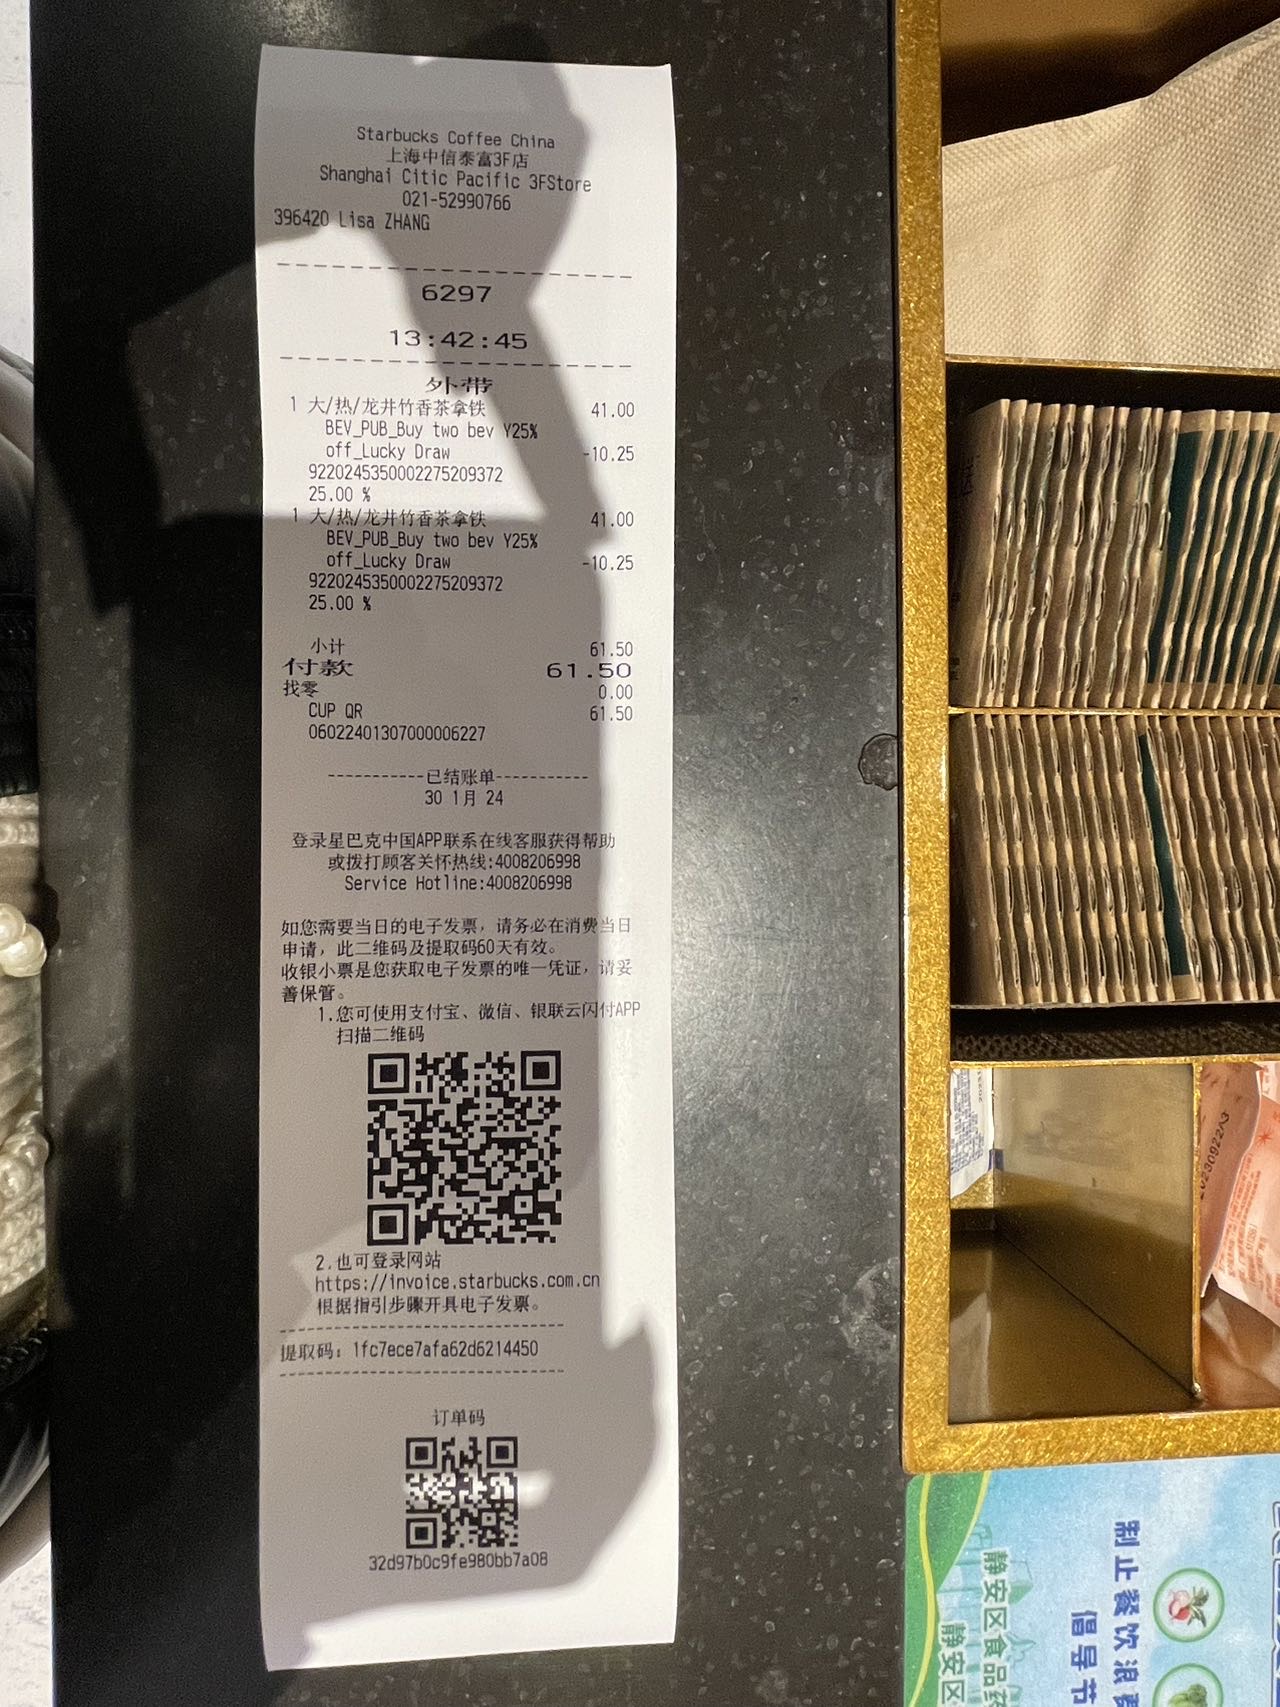 Starbucks Coffee China
上海中信泰富3F店
Shanghai Citic Pacific 3FStore
021-52990766
396420 Lisa ZHANG
6297
13:42:45
外带
1 大/热/龙井竹香茶拿铁 41.00
BEV_PUB_Buy two bev Y25%
off_Lucky Draw -10.25
9220245350002275209372
25.00 %
1 大/热/龙井竹香茶拿铁 41.00
BEV_PUB_Buy two bev Y25%
off_Lucky Draw -10.25
9220245350002275209372
25.00 %
小计 61.50
付款 61.50
找零 0.00
CUP QR 61.50
06022401307000006227
-----------已结账单-----------
30 1月 24
登录星巴克中国APP联系在线客服获得帮助
或拨打顾客关怀热线:4008206998
Service Hotline:4008206998
如您需要当日的电子发票，请务必在消费当日
申请，此二维码及提取码60天有效。
收银小票是您获取电子发票的唯一凭证，请妥
善保管。
1.您可使用支付宝、微信、银联云闪付APP
扫描二维码
2.也可登录网站
https://invoice.starbucks.com.cn
根据指引步骤开具电子发票。
提取码: 1fc7ece7afa62d6214450
订单码
32d97b0c9fe980bb7a08
20230922A3
制止餐饮浪
倡导节
静安区食品药
静安区